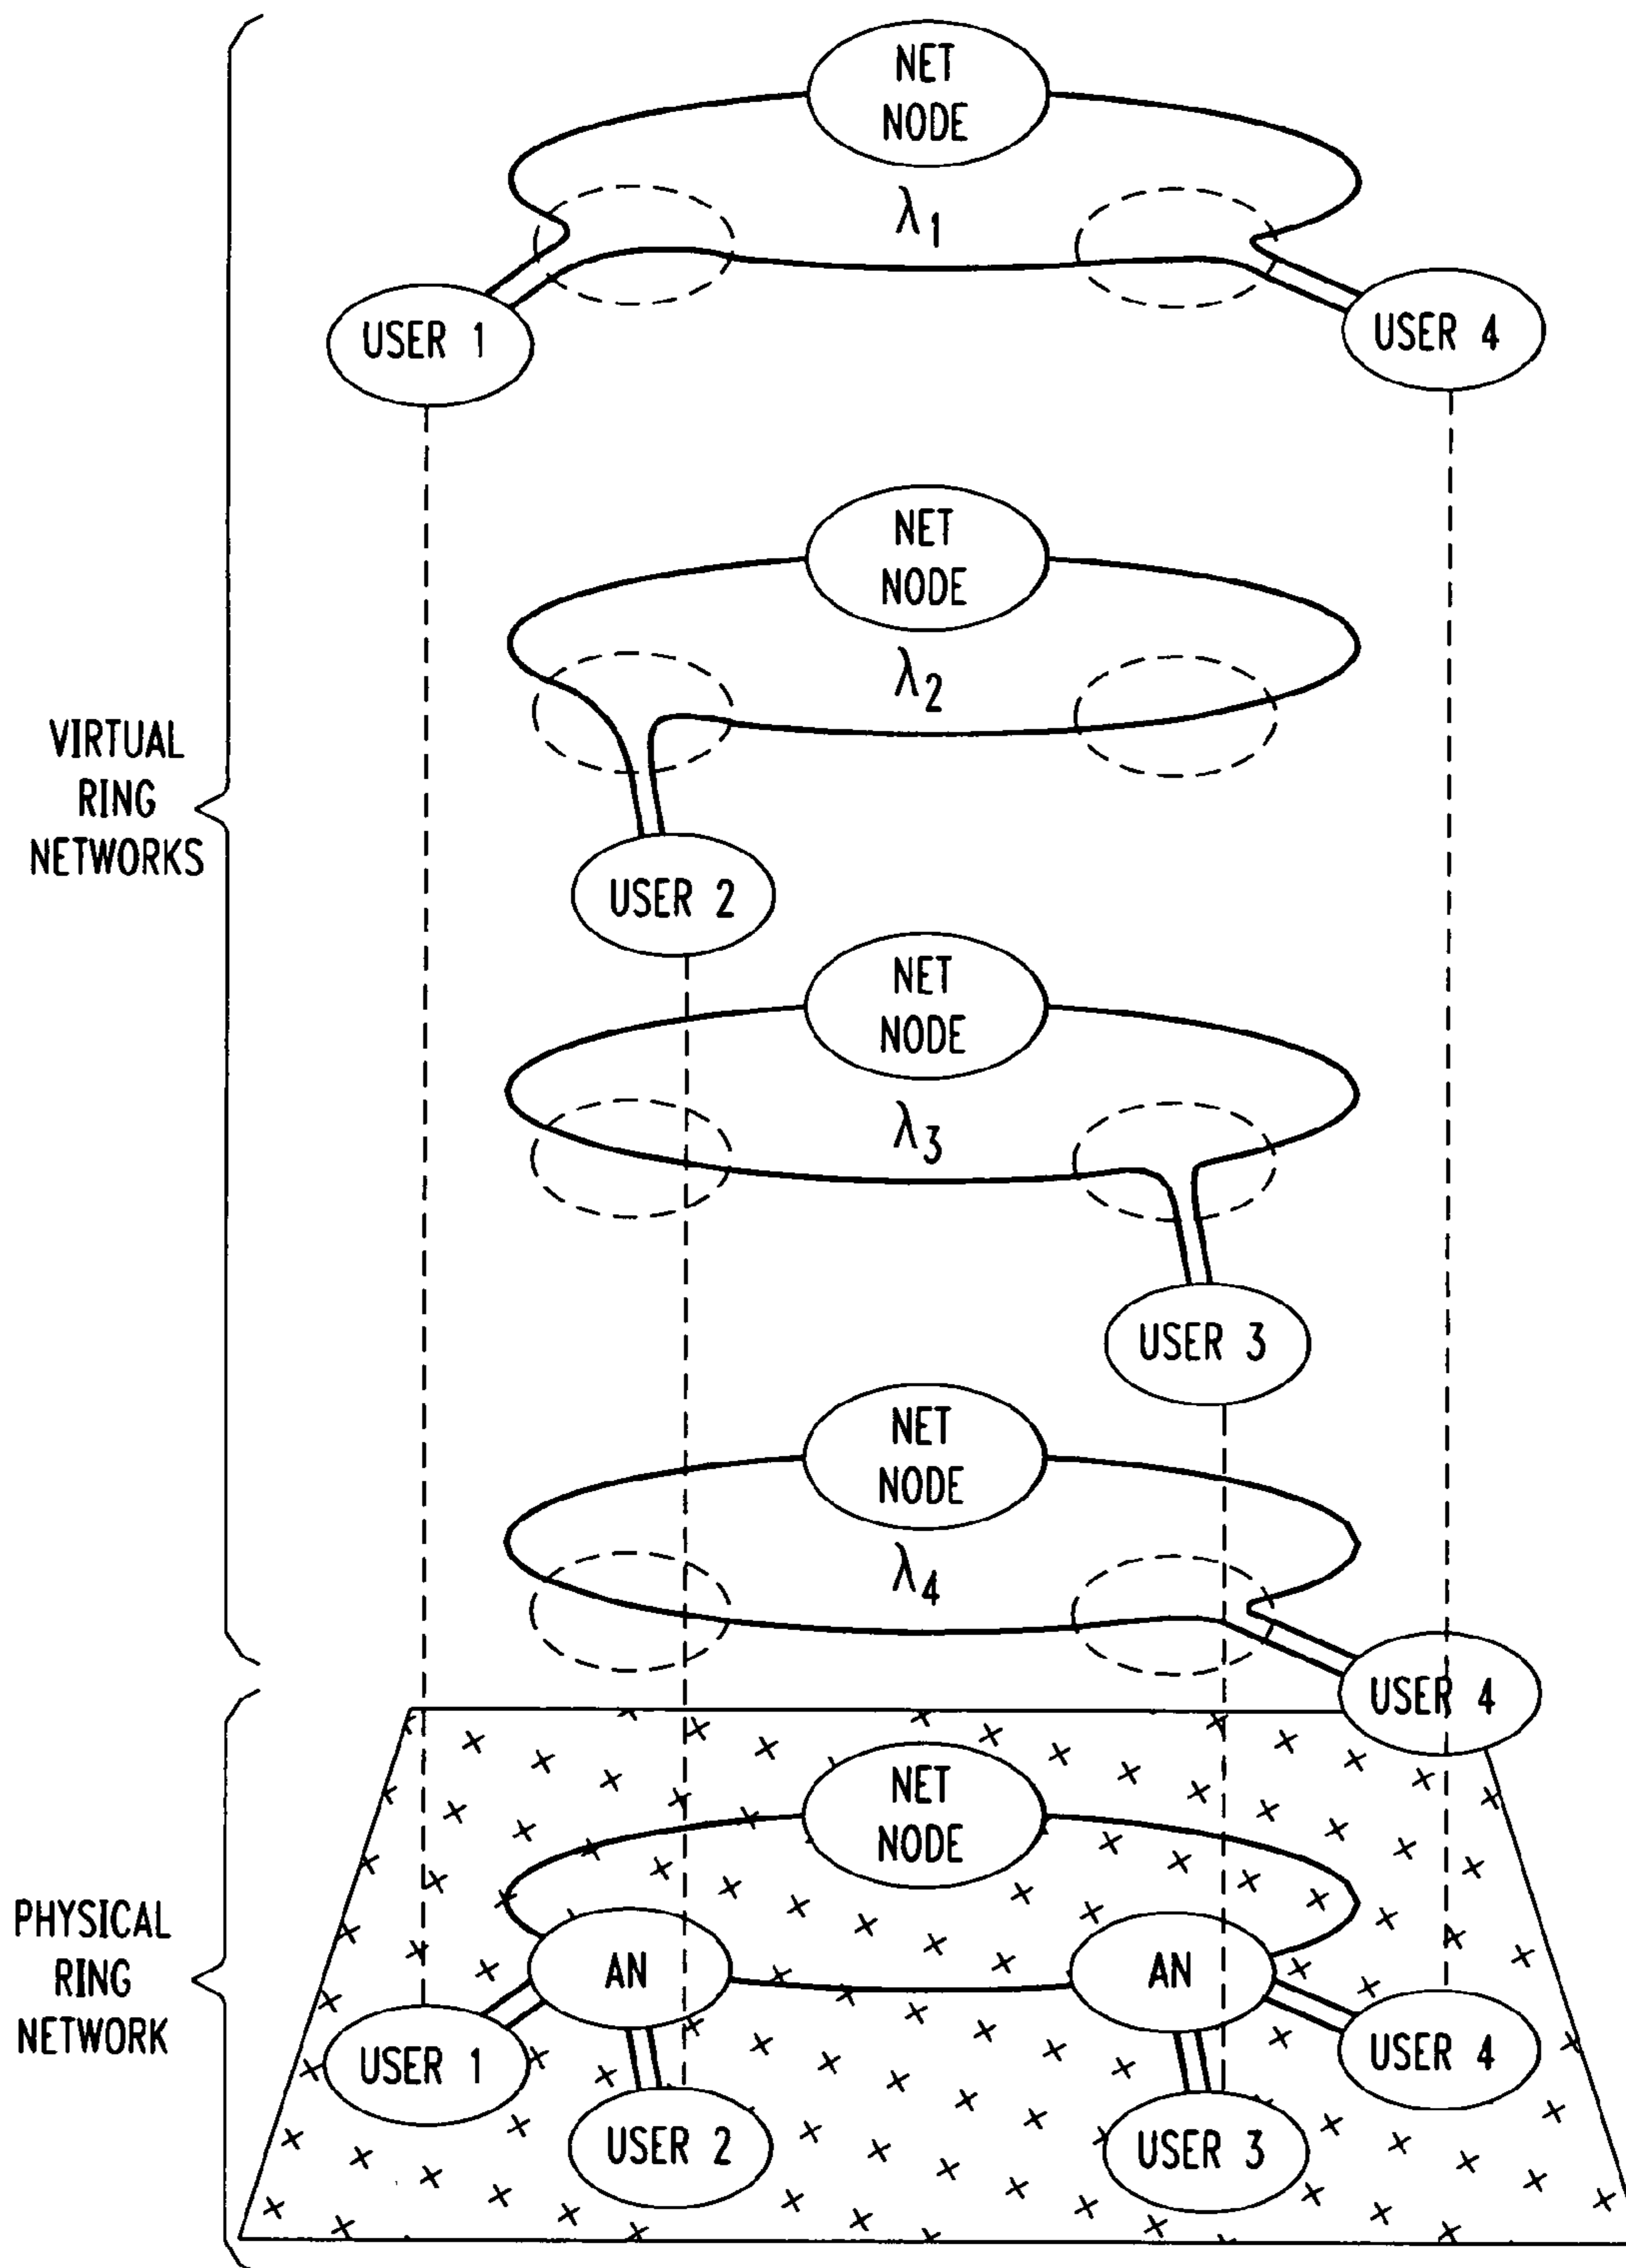 NET
NODE
λ1
USER 1
USER 4
NET
NODE
λ2
VIRTUAL
RING
NETWORKS
USER 2
NET
NODE
λ3
USER 3
NET
NODE
λ4
USER 4
NET
NODE
PHYSICAL
RING
NETWORK
AN
AN
USER 1
USER 4
USER 2
USER 3